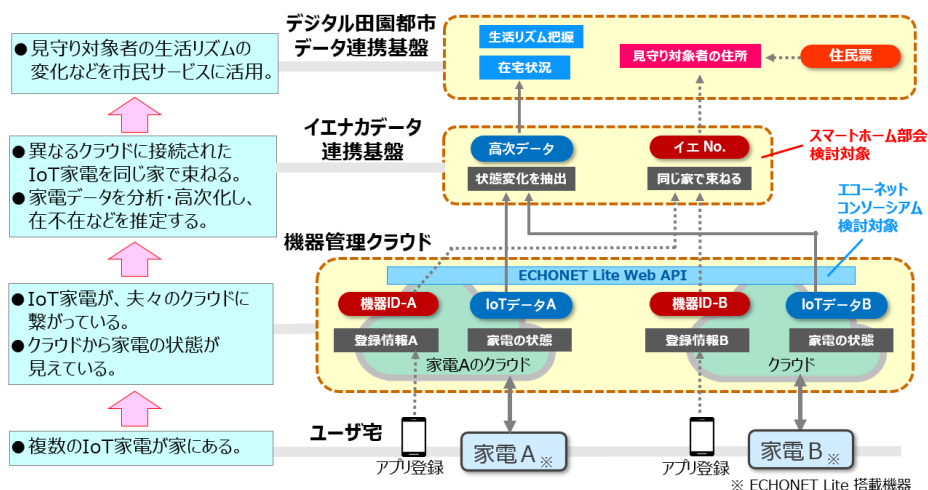 デジタル田園都市
データ連携基盤
●見守り対象者の生活リズムの
変化などを市民サービスに活用。
生活リズム把握
在宅状況
見守り対象者の住所
住民票
イエナカデータ
連携基盤
●異なるクラウドに接続された
IoT家電を同じ家で束ねる。
●家電データを分析・高次化し、
在不在などを推定する。
高次データ
状態変化を抽出
イエ No.
同じ家で束ねる
スマートホーム部会
検討対象
エコーネット
コンソーシアム
検討対象
機器管理クラウド
ECHONET Lite Web API
●IoT家電が、夫々のクラウドに
繋がっている。
●クラウドから家電の状態が
見えている。
機器ID-A
IoTデータA
登録情報A
家電の状態
家電Aのクラウド
機器ID-B
IoTデータB
登録情報B
家電の状態
クラウド
ユーザ宅
●複数のIoT家電が家にある。
アプリ登録
家電A※
アプリ登録
家電B※
※ ECHONET Lite 搭載機器